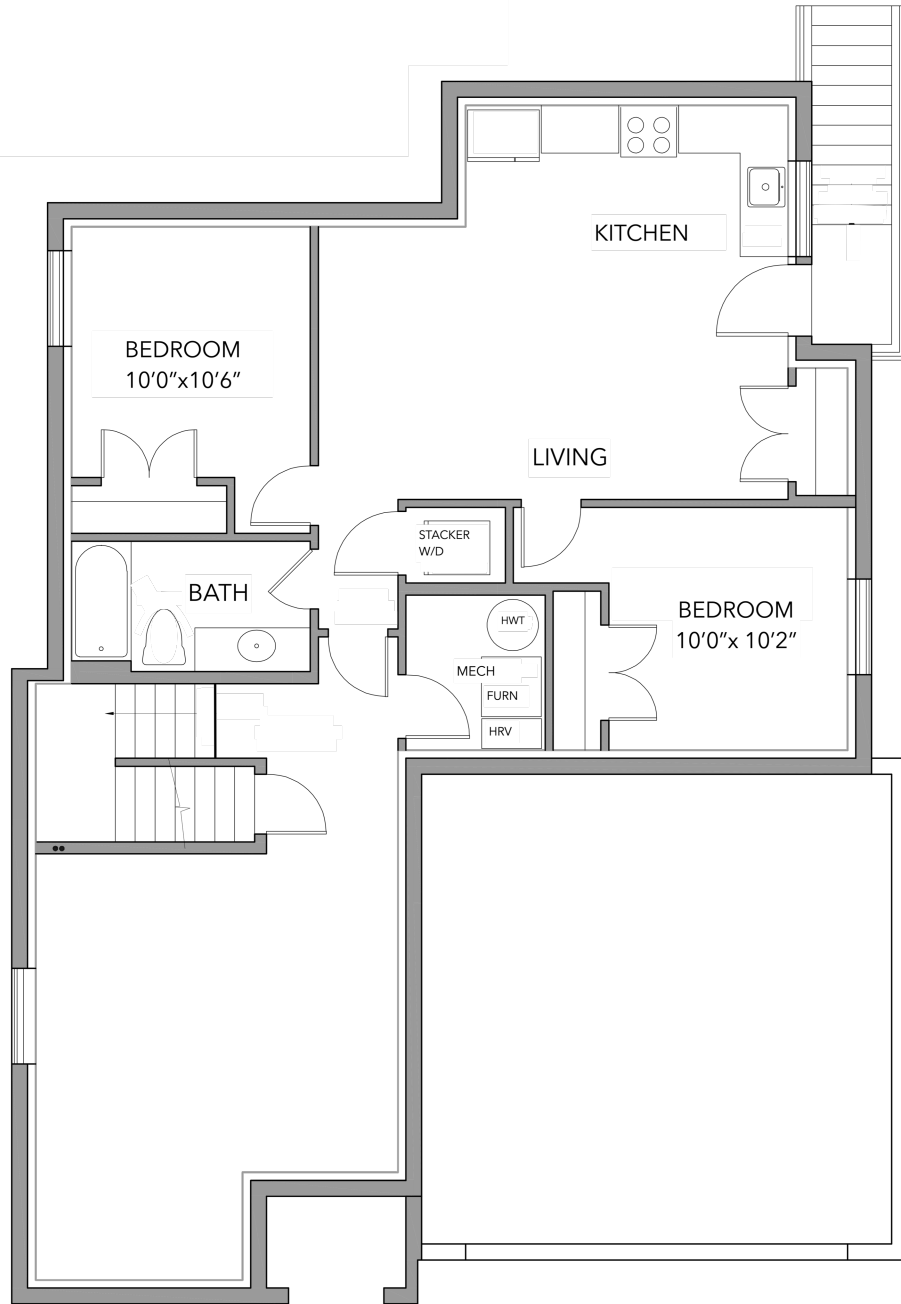 KITCHEN
BEDROOM
10'0"x10'6"
LIVING
STACKER
W/D
BATH
BEDROOM
10'0"x 10'2"
HWT
MECH
FURN
HRV